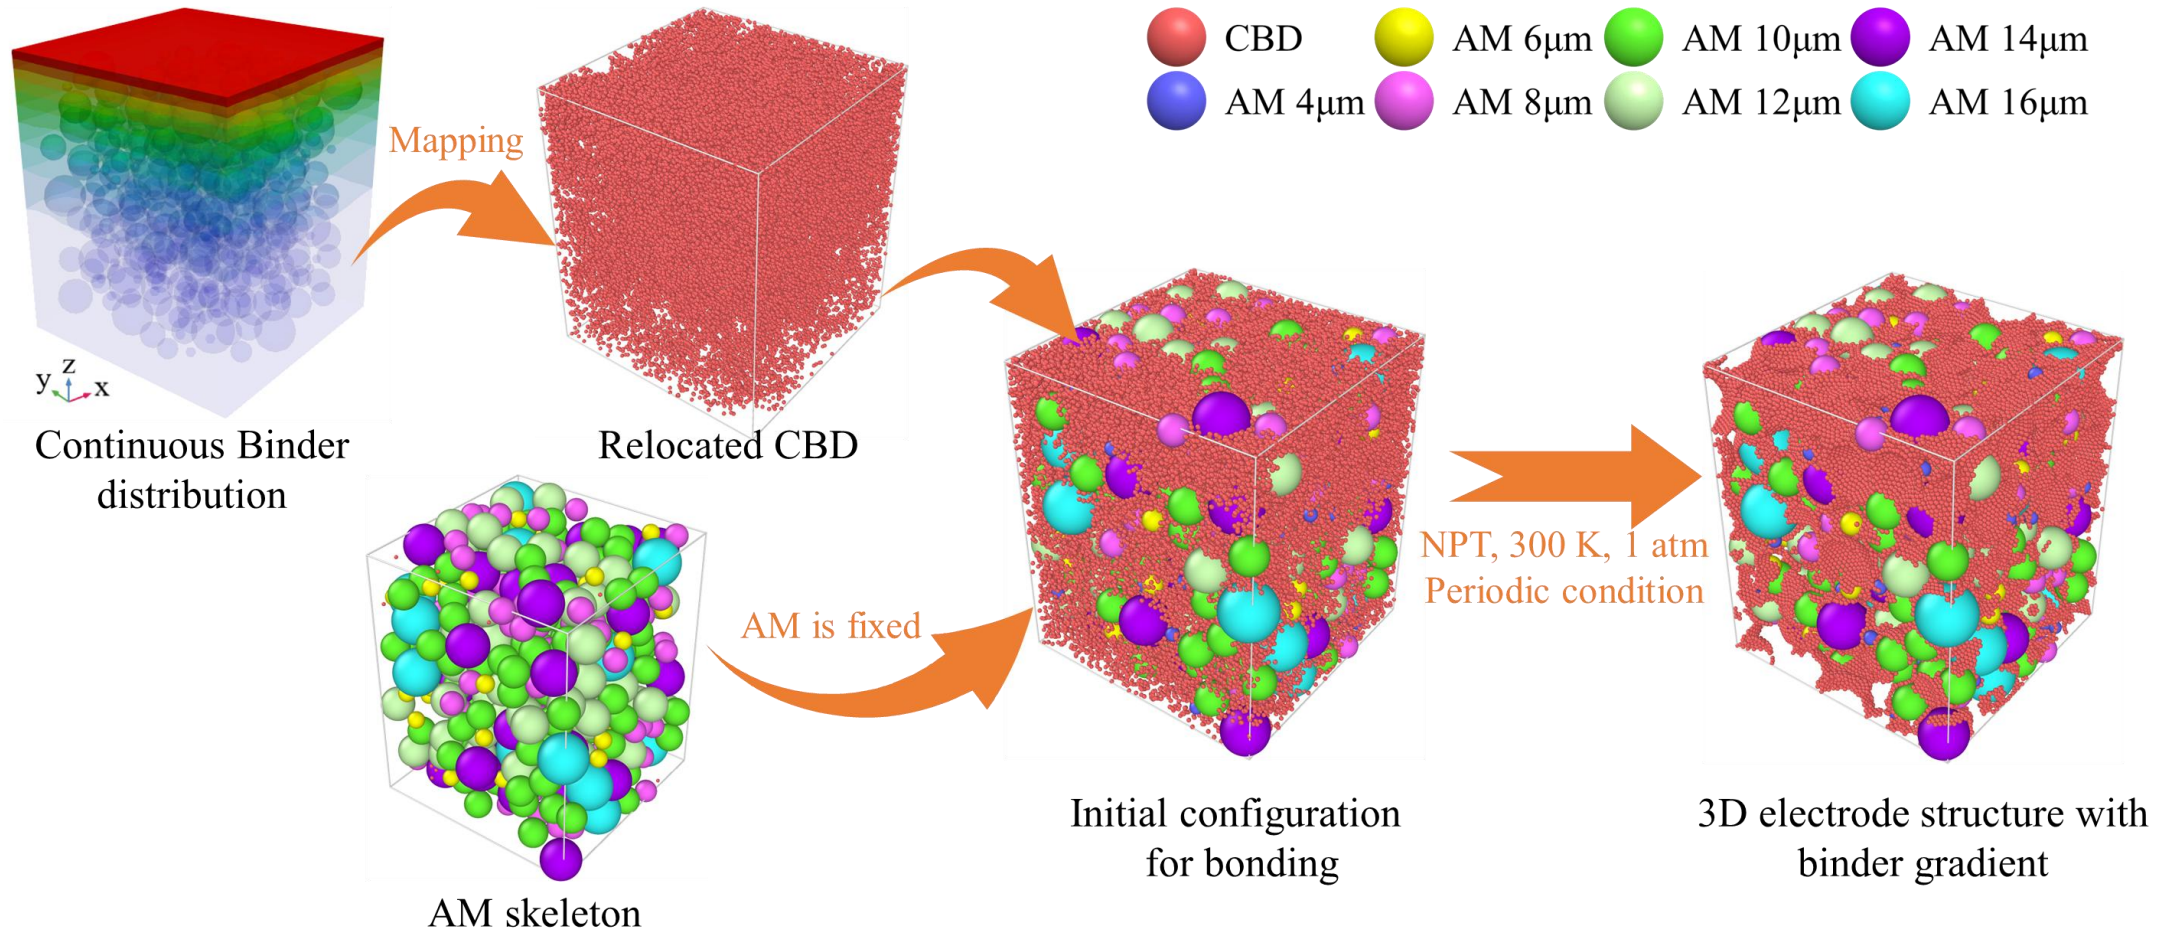 CBD
AM 6μm
AM 10μm
AM 14μm
AM 4μm
AM 8μm
AM 12μm
AM 16μm
Mapping
z
y
x
Continuous Binder
distribution
Relocated CBD
AM is fixed
AM skeleton
Initial configuration
for bonding
NPT, 300 K, 1 atm
Periodic condition
3D electrode structure with
binder gradient